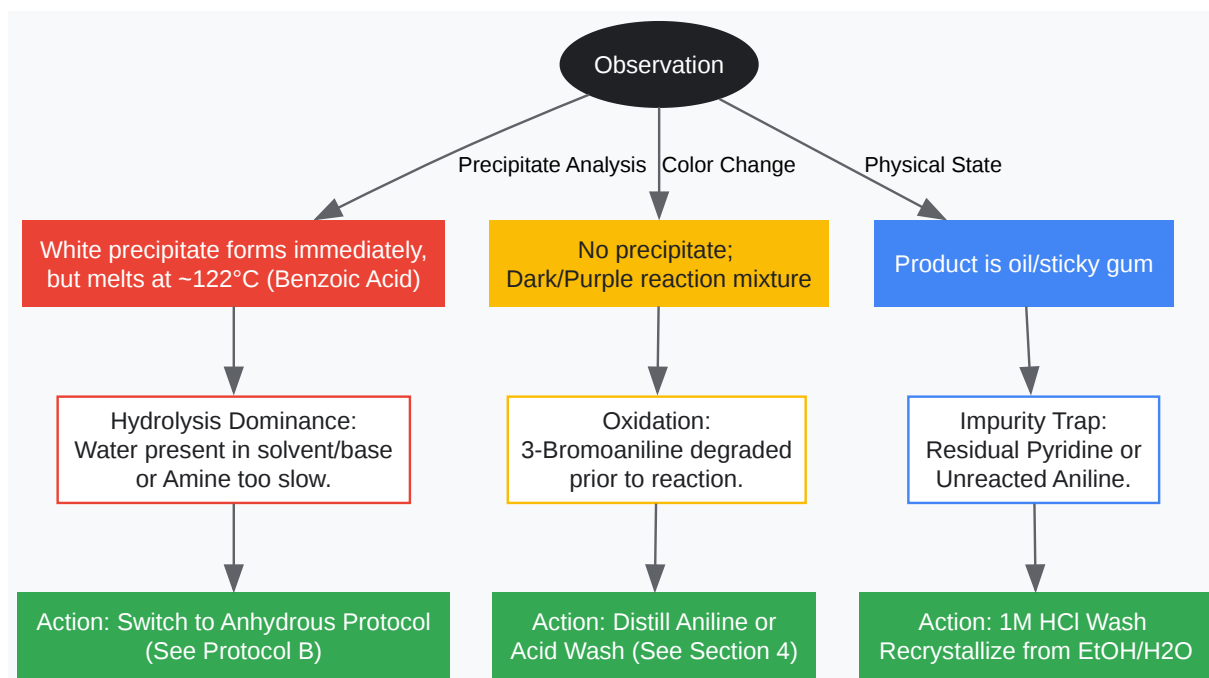 Observation
Precipitate Analysis
Color Change
Physical State
White precipitate forms immediately,
but melts at ~122°C (Benzoic Acid)
No precipitate;
Dark/Purple reaction mixture
Product is oil/sticky gum
Hydrolysis Dominance:
Water present in solvent/base
or Amine too slow.
Oxidation:
3-Bromoaniline degraded
prior to reaction.
Impurity Trap:
Residual Pyridine or
Unreacted Aniline.
Action: Switch to Anhydrous Protocol
(See Protocol B)
Action: Distill Aniline or
Acid Wash (See Section 4)
Action: 1M HCl Wash
Recrystallize from EtOH/H2O